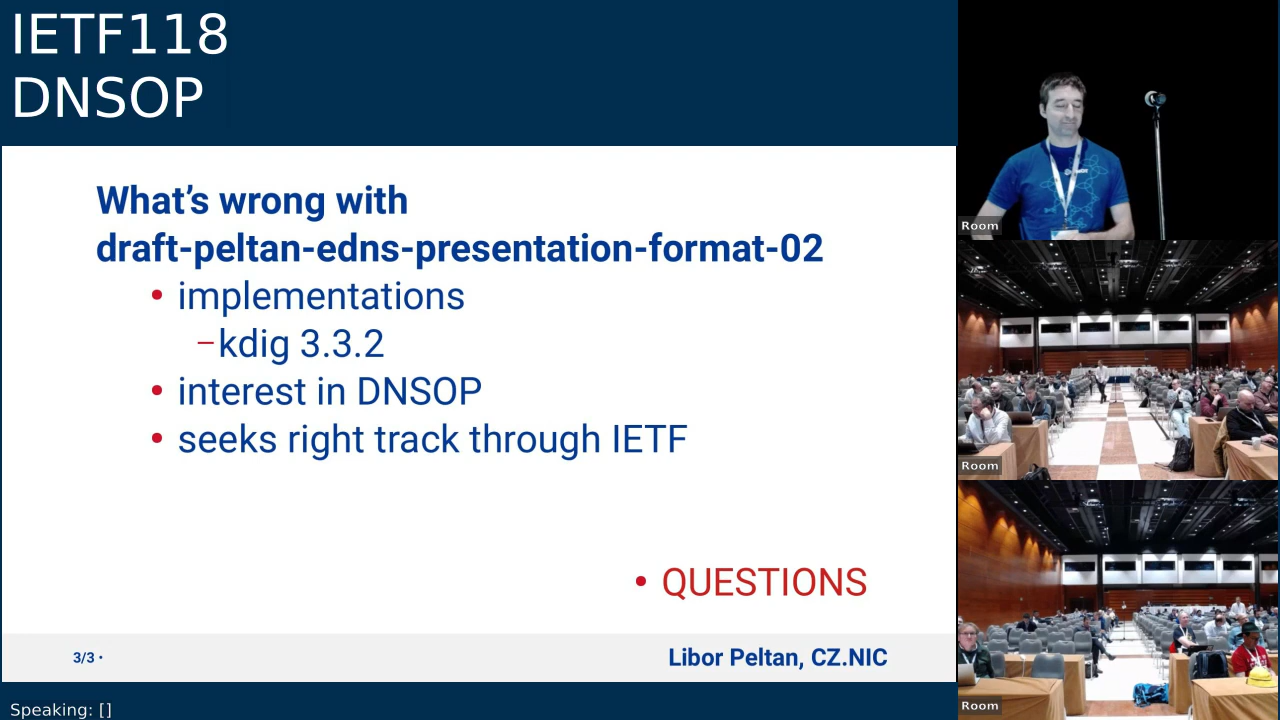 IETF118
DNSOP
What's wrong with
draft-peltan-edns-presentation-format-02
• implementations
–kdig 3.3.2
• interest in DNSOP
• seeks right track through IETF
• QUESTIONS
3/3 •
Libor Peltan, CZ.NIC
Speaking: []
Room
Room
Room